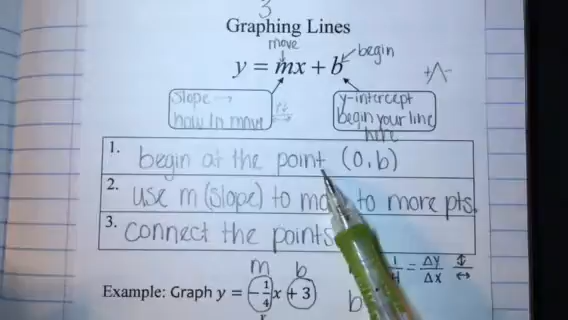 3
Graphing Lines
move
begin
y = mx + b
+ -
slope →
how to move
y-intercept
begin your line
here
1. begin at the point (0,b)
2. use m (slope) to mo to more pts.
3. connect the points
m b
= ΔY
ΔX
Example: Graph y = -1/4 x + 3
b